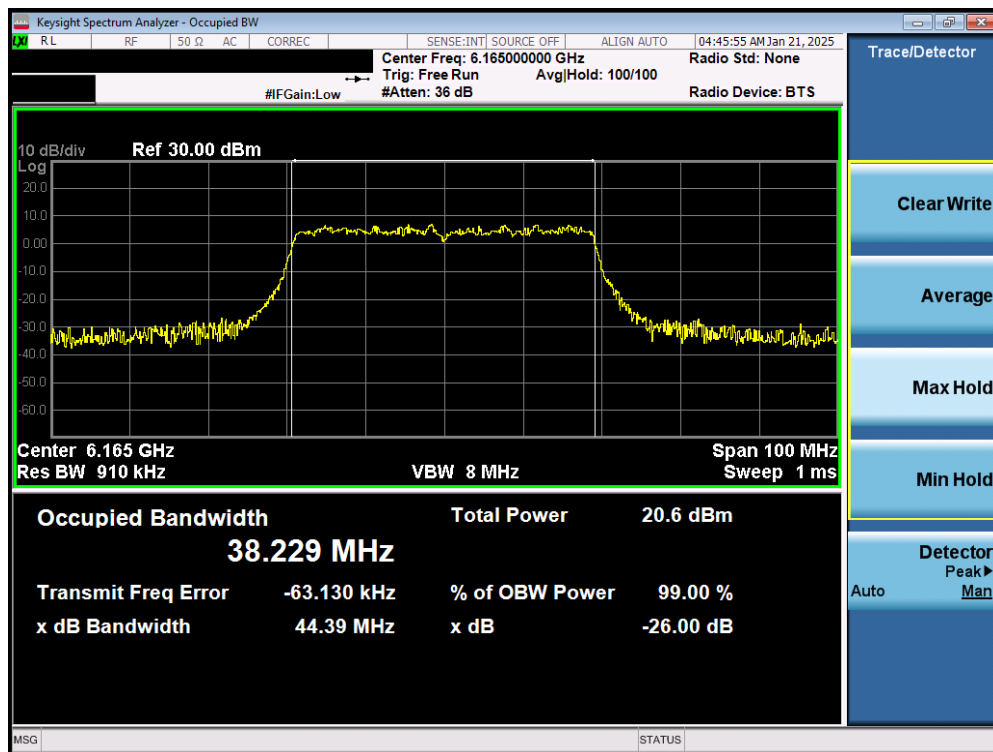 Keysight Spectrum Analyzer - Occupied BW
LXI RL RF 50 Ω AC CORREC SENSE:INT SOURCE OFF ALIGN AUTO 04:45:55 AM Jan 21, 2025
Center Freq: 6.165000000 GHz Radio Std: None
Trig: Free Run Avg|Hold: 100/100
#IFGain:Low #Atten: 36 dB Radio Device: BTS
Trace/Detector
10 dB/div Ref 30.00 dBm
Log
20.0
10.0
0.00
-10.0
-20.0
-30.0
-40.0
-50.0
-60.0
Center 6.165 GHz Span 100 MHz
Res BW 910 kHz VBW 8 MHz Sweep 1 ms
Occupied Bandwidth Total Power 20.6 dBm
38.229 MHz
Transmit Freq Error -63.130 kHz % of OBW Power 99.00 %
x dB Bandwidth 44.39 MHz x dB -26.00 dB
Clear Write
Average
Max Hold
Min Hold
Detector
Peak▶
Auto Man
MSG STATUS